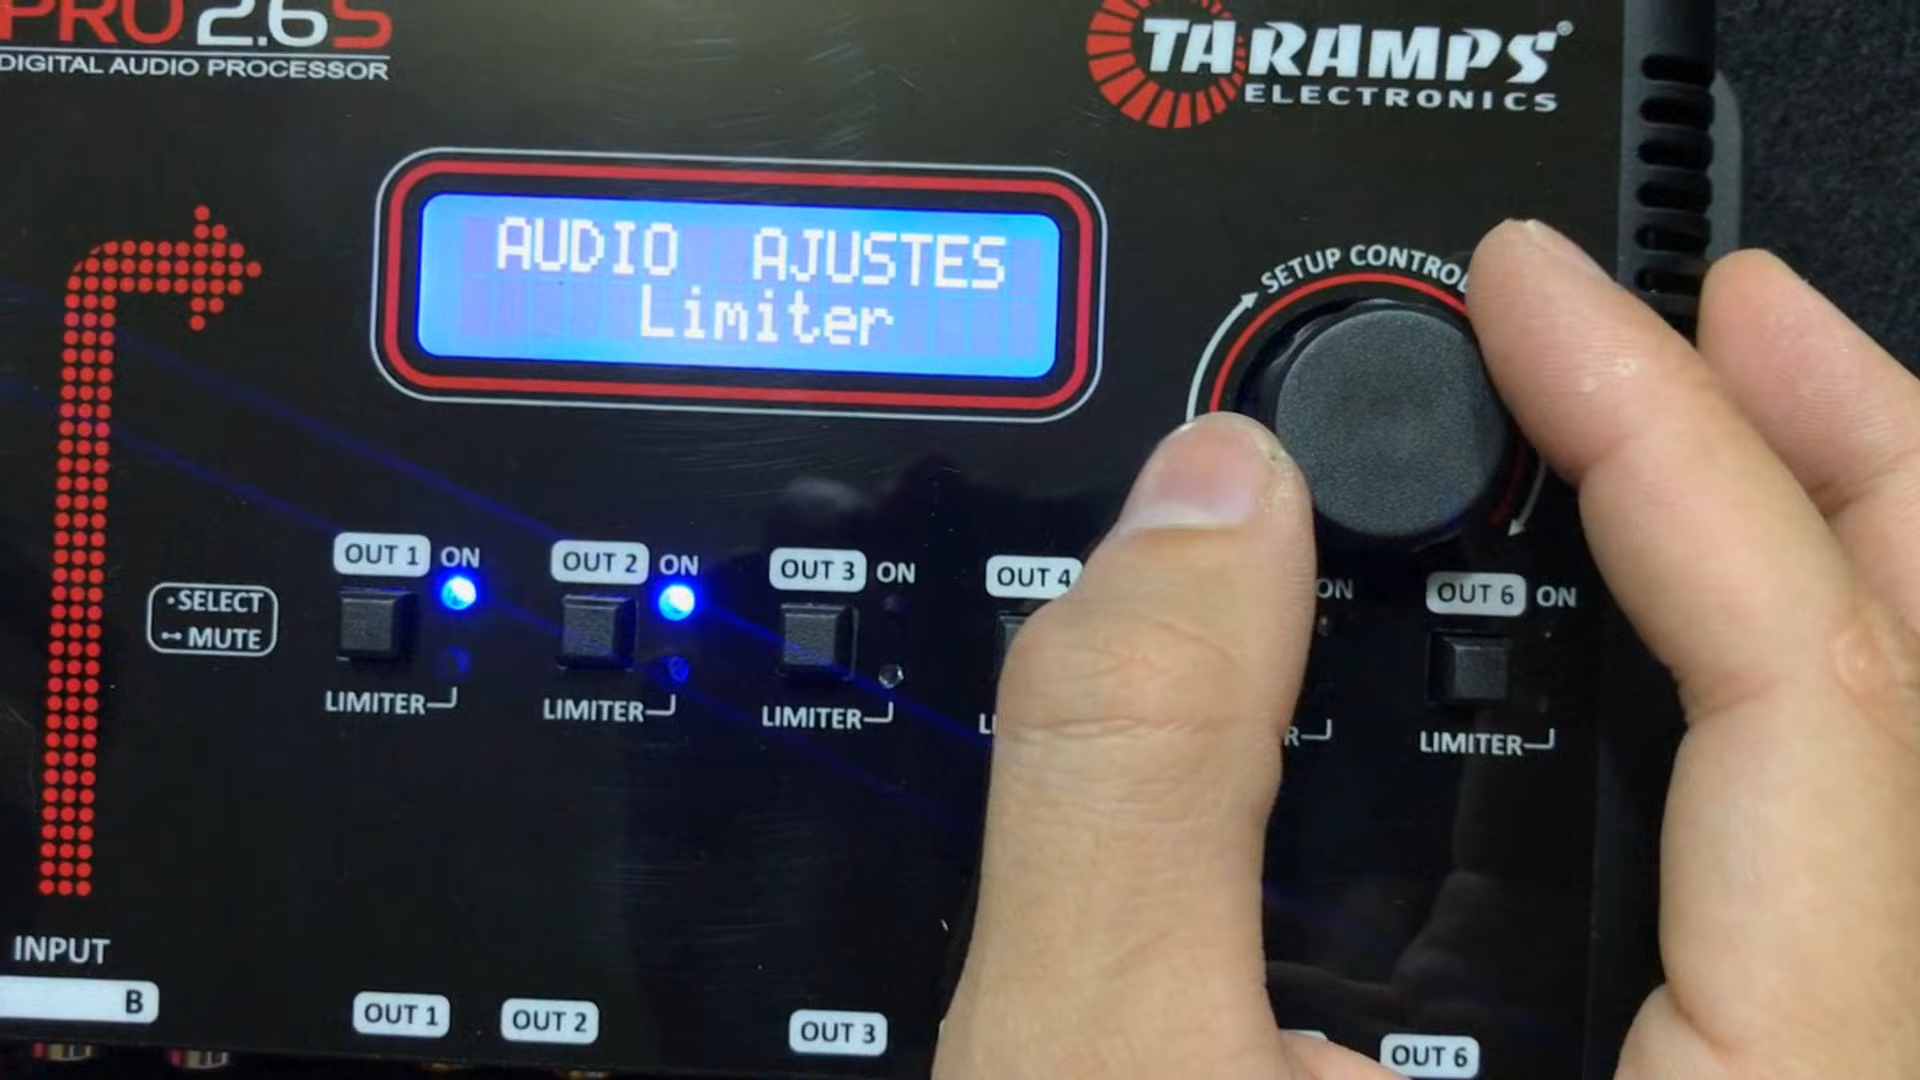 PRO 2.6S
DIGITAL AUDIO PROCESSOR
TARAMPS®
ELECTRONICS
AUDIO AJUSTES
Limiter
SETUP CONTROL
OUT 1 ON
OUT 2 ON
OUT 3 ON
OUT 4
ON
OUT 6 ON
SELECT
MUTE
LIMITER
LIMITER
LIMITER
LIMITER
INPUT
B
OUT 1
OUT 2
OUT 3
OUT 6